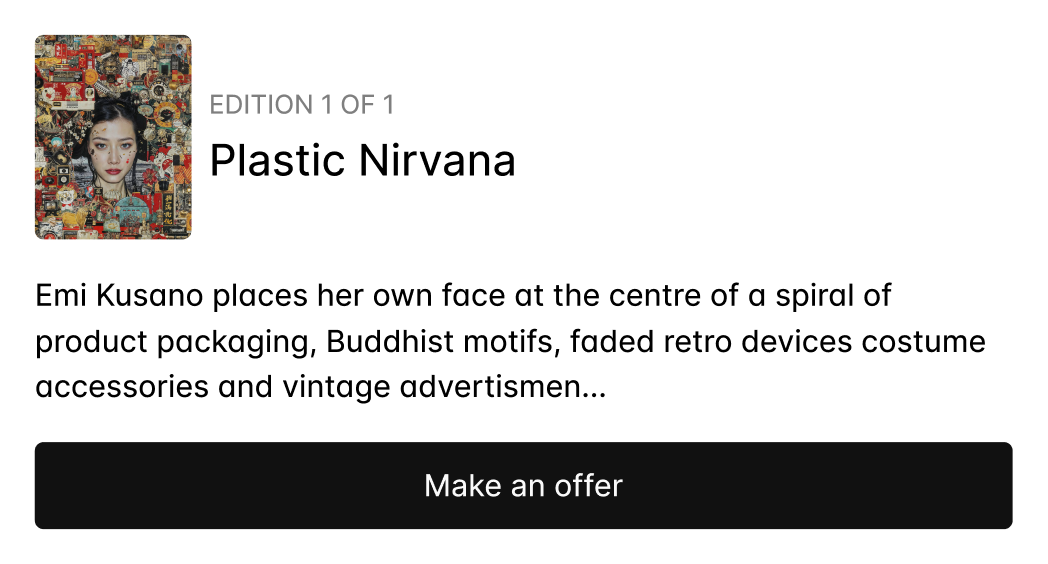 EDITION 1 OF 1
Plastic Nirvana
Emi Kusano places her own face at the centre of a spiral of
product packaging, Buddhist motifs, faded retro devices costume
accessories and vintage advertismen...
Make an offer